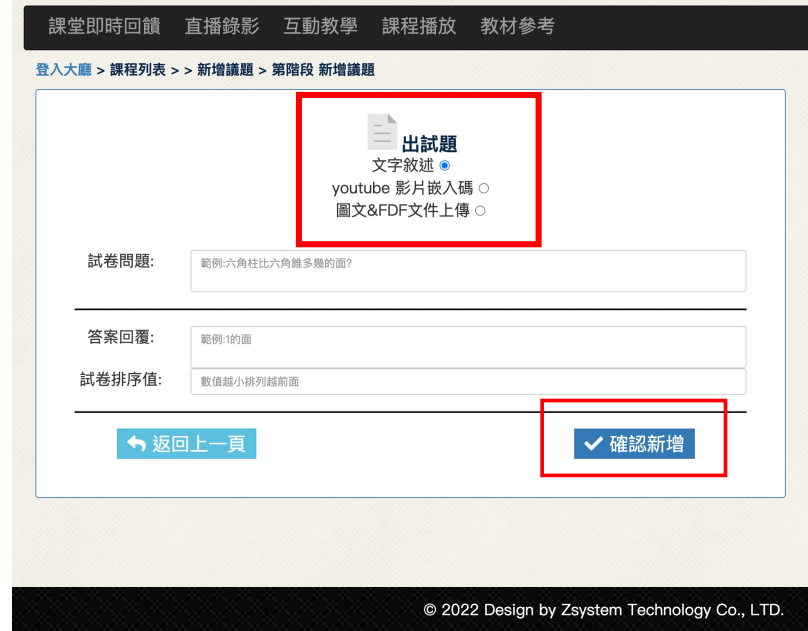 課堂即時回饋 直播錄影 互動教學 課程播放 教材參考
登入大廳 > 課程列表 > > 新增議題 > 第階段 新增議題
出試題
文字敘述
youtube 影片嵌入碼
圖文&FDF文件上傳
試卷問題: 範例:六角柱比六角錐多幾的面?
答案回覆: 範例:1的面
試卷排序值: 數值越小排列越前面
返回上一頁 確認新增
© 2022 Design by Zsystem Technology Co., LTD.